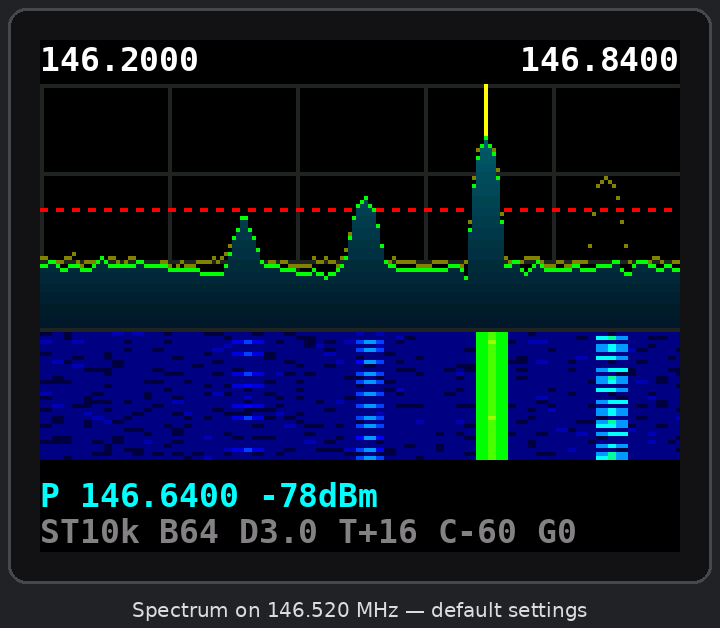 146.2000 146.8400
P 146.6400 -78dBm
ST10k B64 D3.0 T+16 C-60 G0
Spectrum on 146.520 MHz — default settings